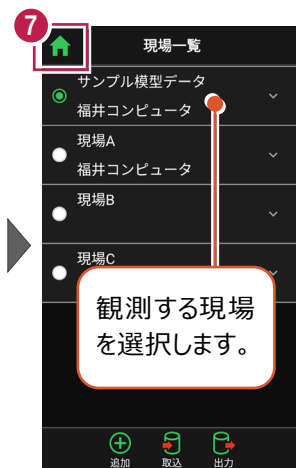 7
現場一覧
サンプル模型データ
福井コンピュータ
現場A
福井コンピュータ
現場B
現場C
観測する現場
を選択します。
追加 取込 出力